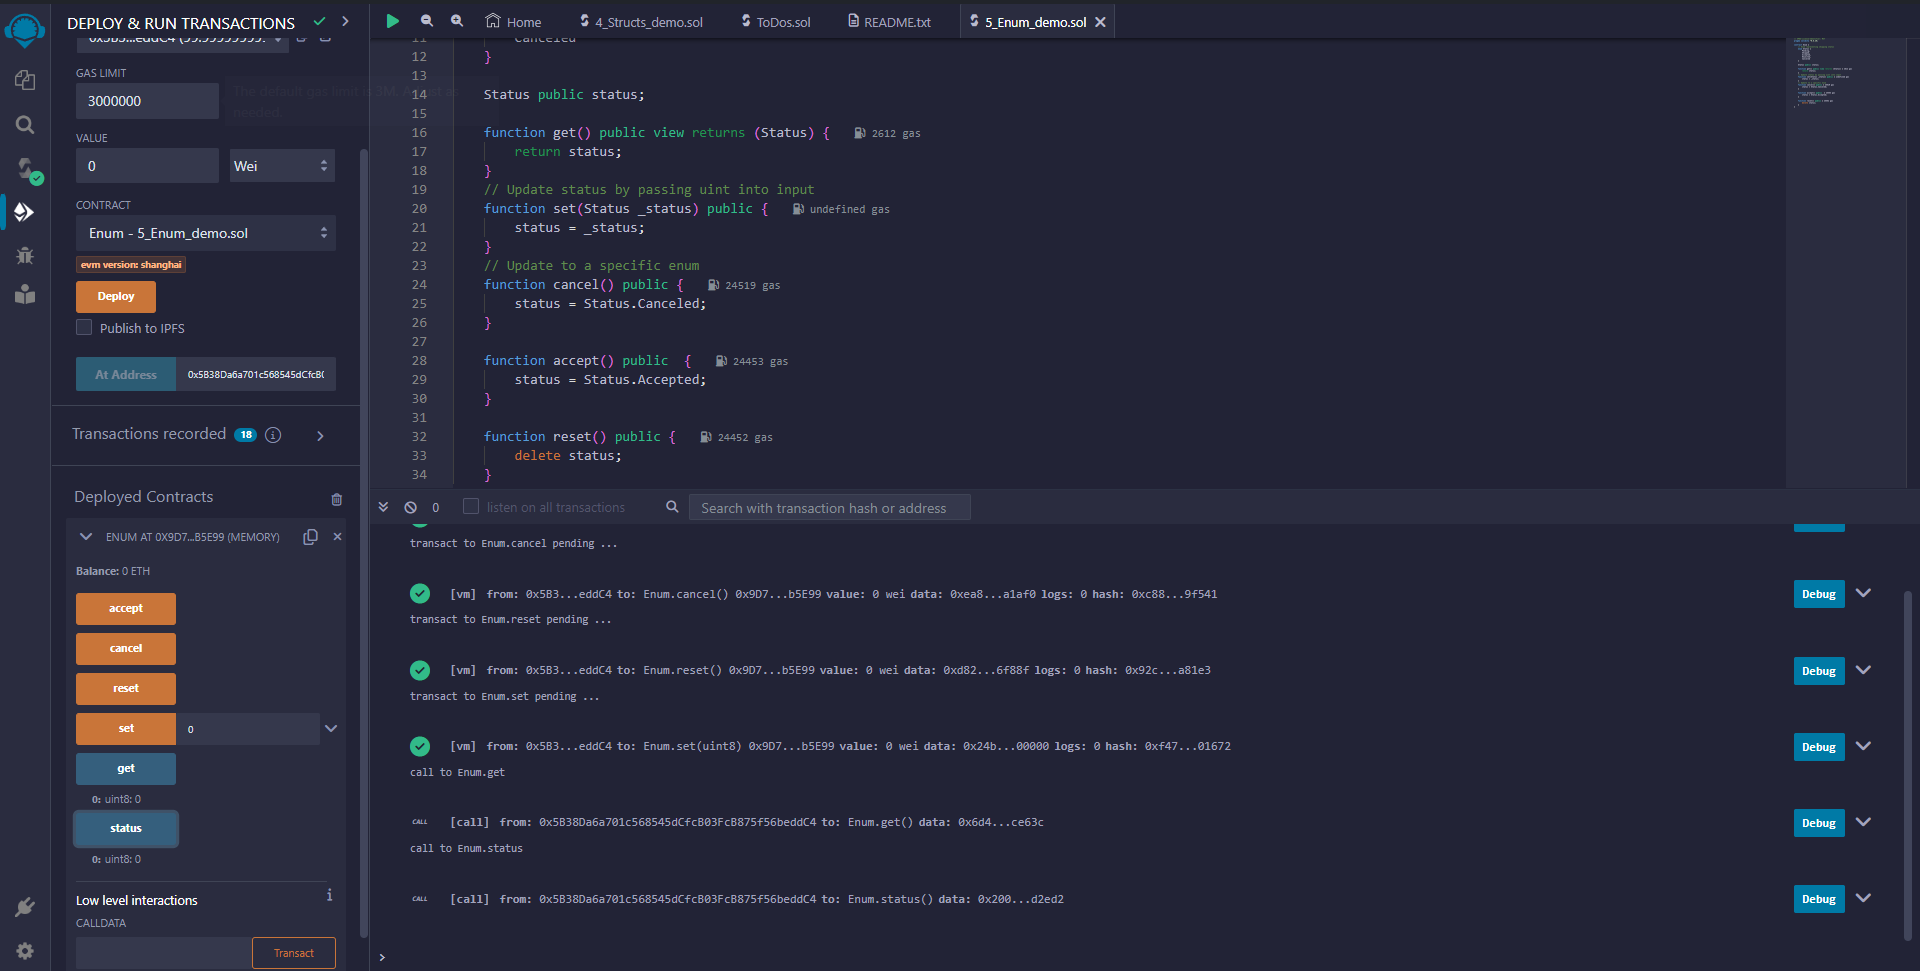 DEPLOY & RUN TRANSACTIONS
0x5B3...eddC4 (99.99999999.
GAS LIMIT
3000000
VALUE
0
Wei
CONTRACT
Enum - 5_Enum_demo.sol
evm version: shanghai
Deploy
Publish to IPFS
At Address
0x5B38Da6a701c568545dCfcB0
Transactions recorded 18
Deployed Contracts
ENUM AT 0X9D7...B5E99 (MEMORY)
Balance: 0 ETH
accept
cancel
reset
set
0
get
0: uint8: 0
status
0: uint8: 0
Low level interactions
CALLDATA
Transact
Home
4_Structs_demo.sol
ToDos.sol
README.txt
5_Enum_demo.sol
11 Canceled
12 }
13
14 Status public status;
15
16 function get() public view returns (Status) { 2612 gas
17 return status;
18 }
19 // Update status by passing uint into input
20 function set(Status _status) public { undefined gas
21 status = _status;
22 }
23 // Update to a specific enum
24 function cancel() public { 24519 gas
25 status = Status.Canceled;
26 }
27
28 function accept() public { 24453 gas
29 status = Status.Accepted;
30 }
31
32 function reset() public { 24452 gas
33 delete status;
34 }
0
listen on all transactions
Search with transaction hash or address
transact to Enum.cancel pending ...
[vm] from: 0x5B3...eddC4 to: Enum.cancel() 0x9D7...b5E99 value: 0 wei data: 0xea8...a1af0 logs: 0 hash: 0xc88...9f541
Debug
transact to Enum.reset pending ...
[vm] from: 0x5B3...eddC4 to: Enum.reset() 0x9D7...b5E99 value: 0 wei data: 0xd82...6f88f logs: 0 hash: 0x92c...a81e3
Debug
transact to Enum.set pending ...
[vm] from: 0x5B3...eddC4 to: Enum.set(uint8) 0x9D7...b5E99 value: 0 wei data: 0x24b...00000 logs: 0 hash: 0xf47...01672
Debug
call to Enum.get
CALL [call] from: 0x5B38Da6a701c568545dCfcB03FcB875f56beddC4 to: Enum.get() data: 0x6d4...ce63c
Debug
call to Enum.status
CALL [call] from: 0x5B38Da6a701c568545dCfcB03FcB875f56beddC4 to: Enum.status() data: 0x200...d2ed2
Debug
>